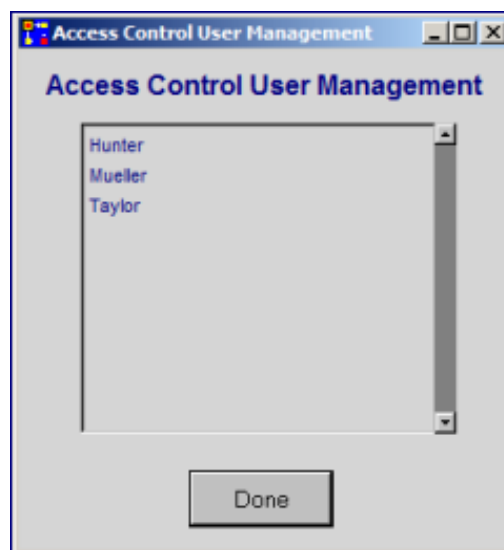 Access Control User Management
Access Control User Management
Hunter
Mueller
Taylor
Done